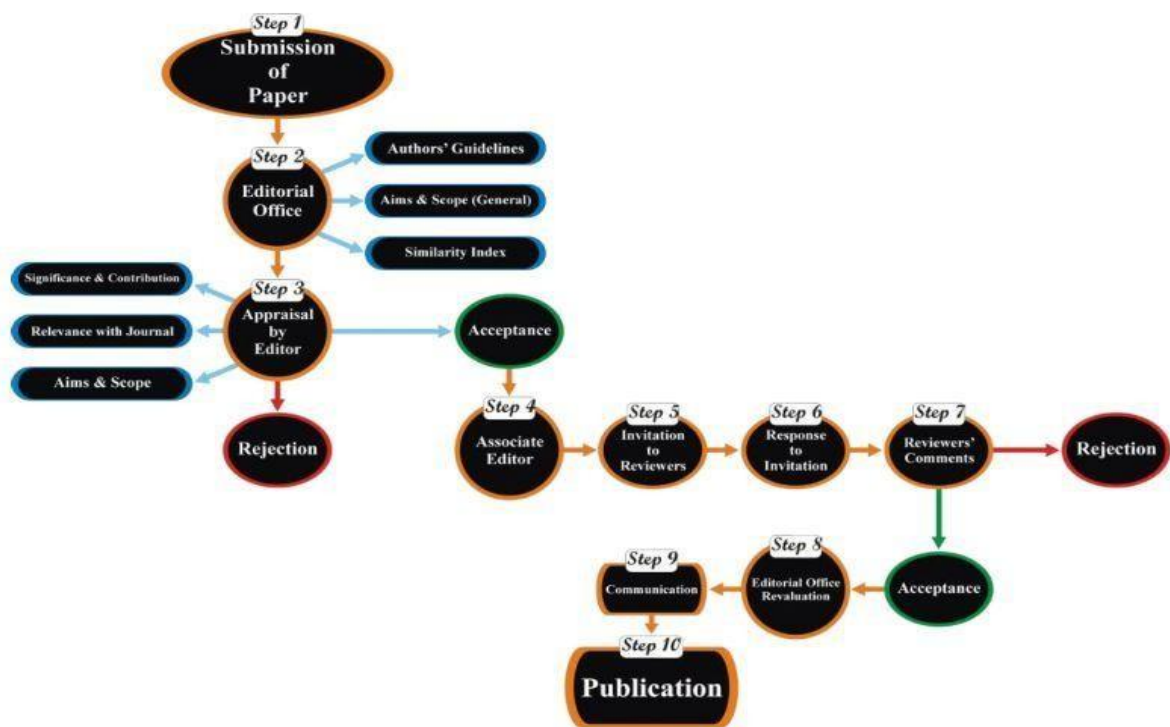 Step 1
Submission
of
Paper
Step 2
Editorial
Office
Authors' Guidelines
Aims & Scope (General)
Similarity Index
Step 3
Appraisal
by
Editor
Significance & Contribution
Relevance with Journal
Aims & Scope
Rejection
Acceptance
Step 4
Associate
Editor
Step 5
Invitation
to
Reviewers
Step 6
Response
to
Invitation
Step 7
Reviewers'
Comments
Rejection
Acceptance
Step 8
Editorial Office
Revaluation
Step 9
Communication
Step 10
Publication